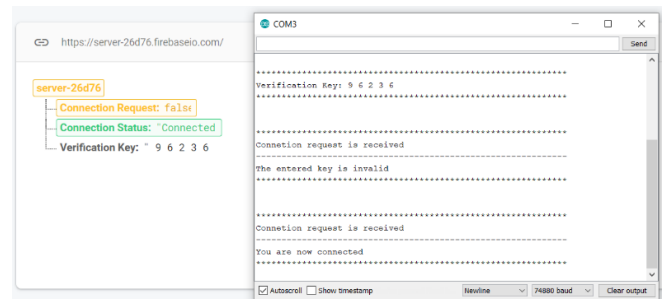 https://server-26d76.firebaseio.com/
server-26d76
Connection Request: false
Connection Status: "Connected
Verification Key: " 9 6 2 3 6
COM3
Send
************************************************************
Verification Key: 9 6 2 3 6
************************************************************
************************************************************
Connetion request is received
------------------------------------------------------------
The entered key is invalid
************************************************************
************************************************************
Connetion request is received
------------------------------------------------------------
You are now connected
************************************************************
Autoscroll Show timestamp Newline 74880 baud Clear output